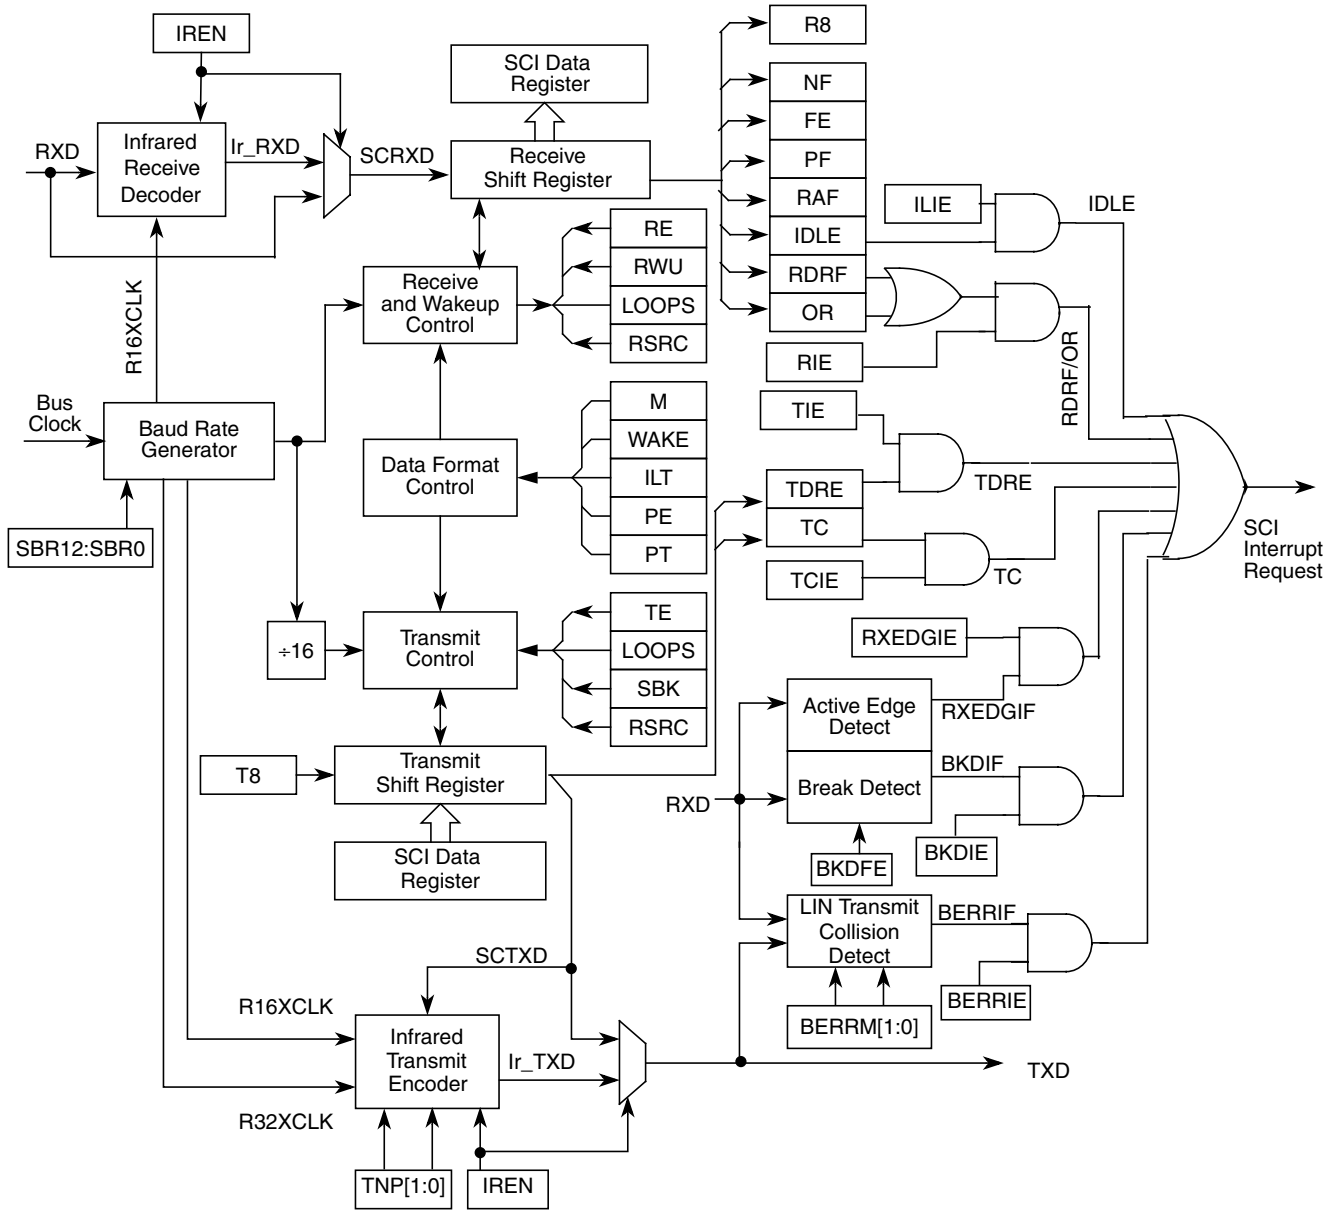 IREN
RXD
Infrared
Receive
Decoder
Ir_RXD
SCRXD
SCI Data
Register
Receive
Shift Register
R8
NF
FE
PF
RAF
IDLE
RDRF
OR
ILIE
IDLE
RIE
RDRF/OR
R16XCLK
Receive
and Wakeup
Control
RE
RWU
LOOPS
RSRC
Bus
Clock
Baud Rate
Generator
SBR12:SBR0
Data Format
Control
M
WAKE
ILT
PE
PT
TIE
TDRE
TC
TCIE
TDRE
TC
SCI
Interrupt
Request
÷16
Transmit
Control
TE
LOOPS
SBK
RSRC
T8
Transmit
Shift Register
SCI Data
Register
RXEDGIE
Active Edge
Detect
RXEDGIF
RXD
Break Detect
BKDIF
BKDFE
BKDIE
LIN Transmit
Collision
Detect
BERRIF
BERRIE
BERRM[1:0]
SCTXD
R16XCLK
Infrared
Transmit
Encoder
Ir_TXD
R32XCLK
TNP[1:0]
IREN
TXD